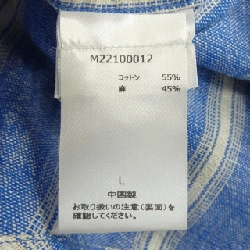 M22100012
コットン 55%
麻 45%
L
中国製
お取り扱いの注意(裏面)を
確認してください。